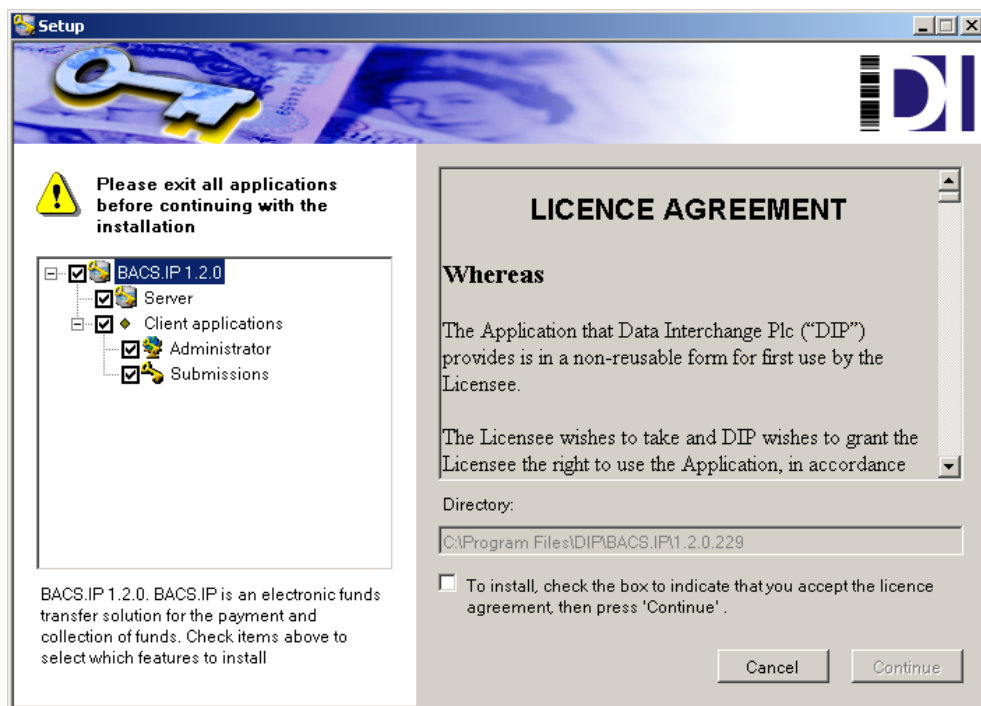 Setup
DI
Please exit all applications
before continuing with the
installation
BACS.IP 1.2.0
Server
Client applications
Administrator
Submissions
BACS.IP 1.2.0. BACS.IP is an electronic funds
transfer solution for the payment and
collection of funds. Check items above to
select which features to install
LICENCE AGREEMENT
Whereas
The Application that Data Interchange Plc (“DIP”)
provides is in a non-reusable form for first use by the
Licensee.
The Licensee wishes to take and DIP wishes to grant the
Licensee the right to use the Application, in accordance
Directory:
C:\Program Files\DIP\BACS.IP\1.2.0.229
To install, check the box to indicate that you accept the licence
agreement, then press 'Continue' .
Cancel
Continue